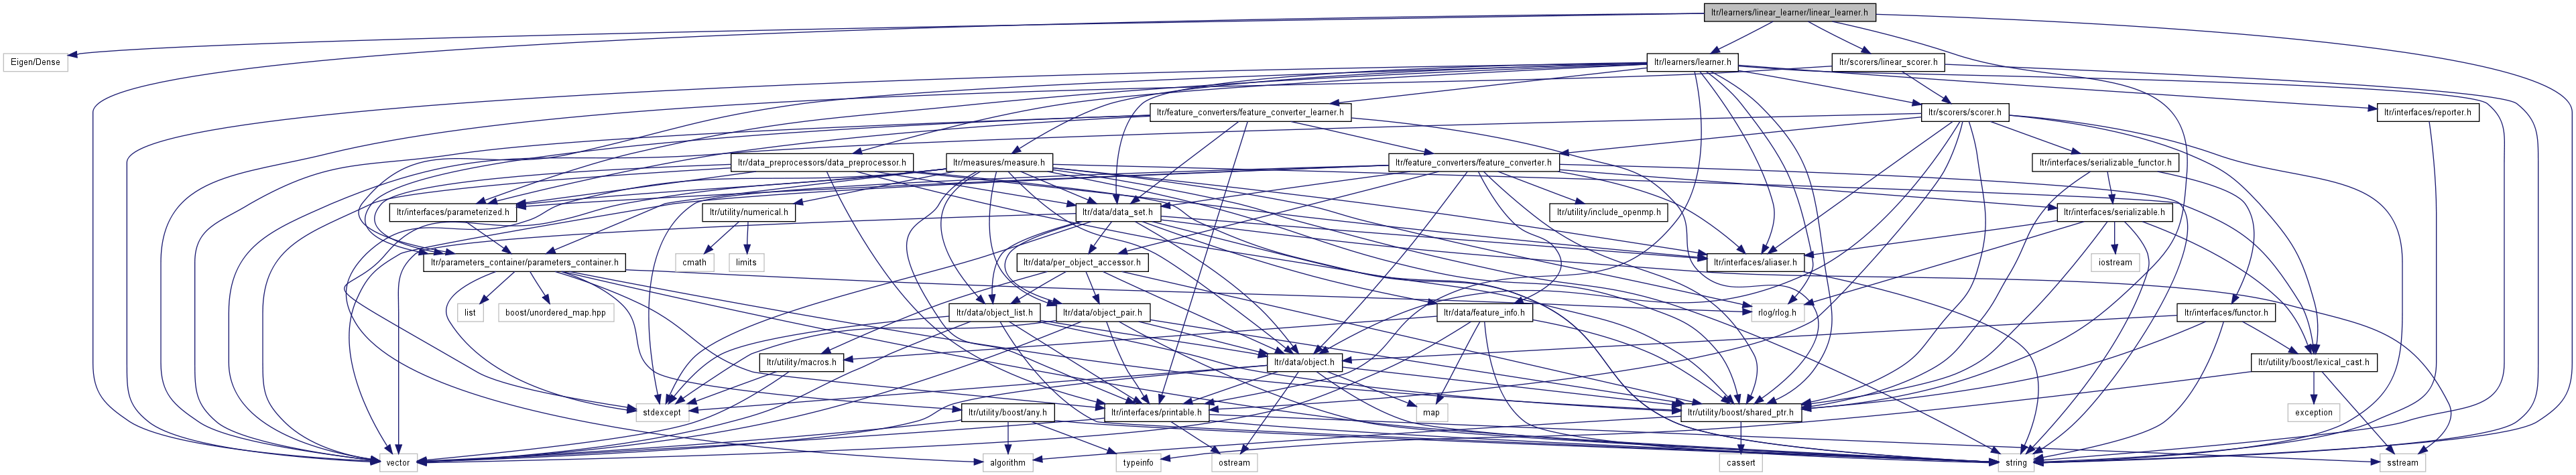 ltr/learners/linear_learner/linear_learner.h
Eigen/Dense
ltr/learners/learner.h
ltr/scorers/linear_scorer.h
ltr/feature_converters/feature_converter_learner.h
ltr/scorers/scorer.h
ltr/interfaces/reporter.h
ltr/data_preprocessors/data_preprocessor.h
ltr/measures/measure.h
ltr/feature_converters/feature_converter.h
ltr/interfaces/serializable_functor.h
ltr/interfaces/parameterized.h
ltr/utility/numerical.h
ltr/data/data_set.h
ltr/utility/include_openmp.h
ltr/interfaces/serializable.h
ltr/parameters_container/parameters_container.h
cmath
limits
ltr/data/per_object_accessor.h
ltr/interfaces/aliaser.h
iostream
list
boost/unordered_map.hpp
ltr/data/object_list.h
ltr/data/object_pair.h
ltr/data/feature_info.h
rlog/rlog.h
ltr/interfaces/functor.h
ltr/utility/macros.h
ltr/data/object.h
ltr/utility/boost/lexical_cast.h
stdexcept
ltr/utility/boost/any.h
ltr/interfaces/printable.h
map
ltr/utility/boost/shared_ptr.h
exception
vector
algorithm
typeinfo
ostream
cassert
string
sstream